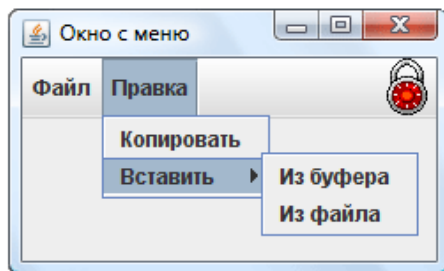 Окно с меню
Файл Правка
Копировать
Вставить
Из буфера
Из файла